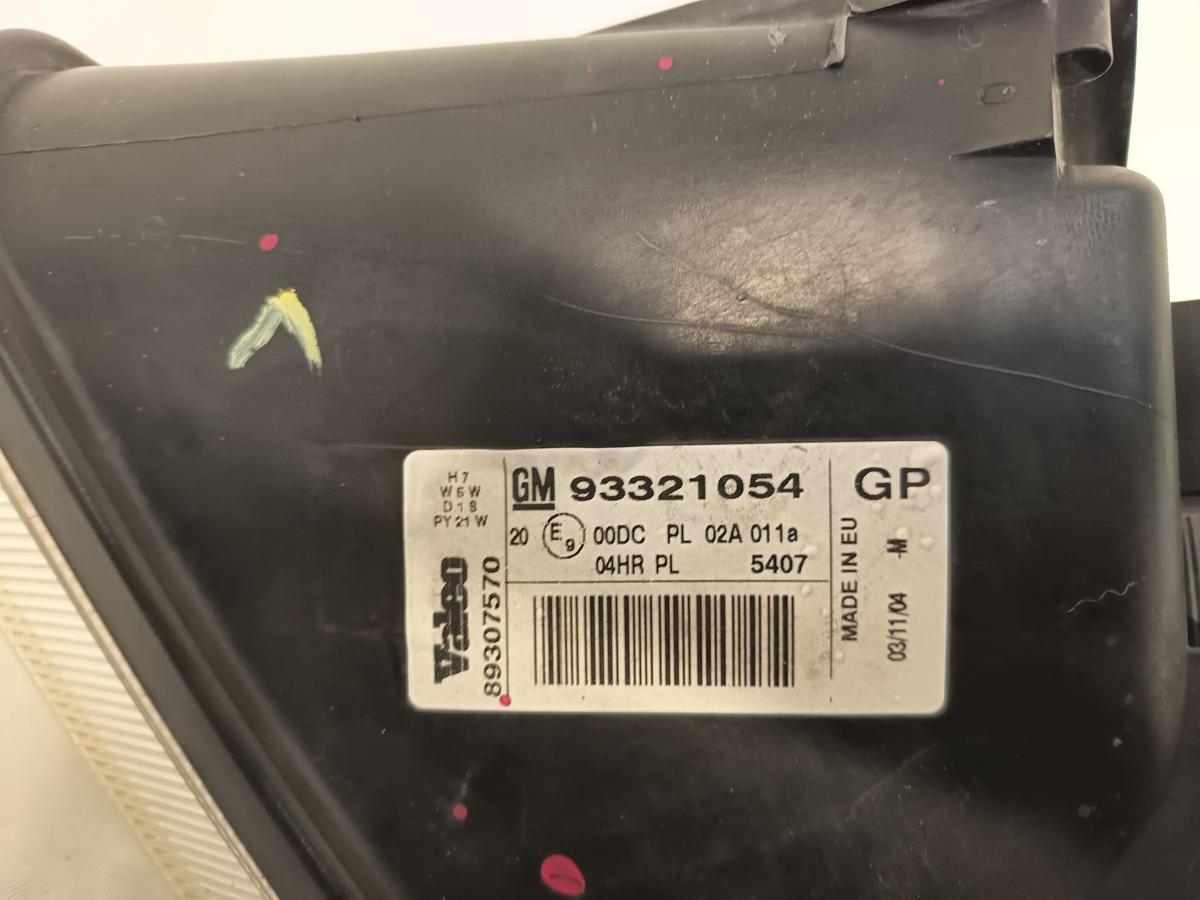 H7
W5W
D1S
PY21W
Valeo
89307570
GM 93321054
20 E9 00DC PL 02A 011a
04HR PL 5407
GP
MADE IN EU
03/11/04 -M